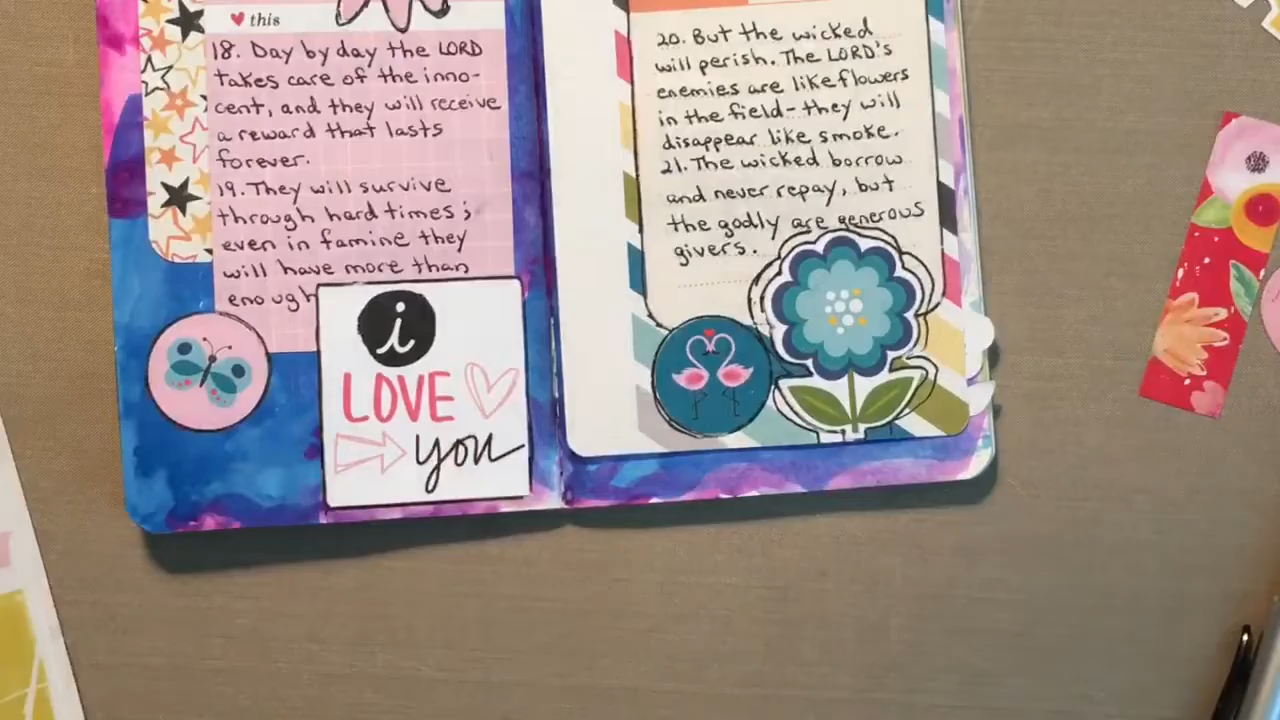 ♥ this
18. Day by day the LORD
takes care of the inno-
cent, and they will receive
a reward that lasts
forever.
19. They will survive
through hard times;
even in famine they
will have more than
enough
i
LOVE
you
20. But the wicked
will perish. The LORD's
enemies are like flowers
in the field - they will
disappear like smoke.
21. The wicked borrow
and never repay, but
the godly are generous
givers.